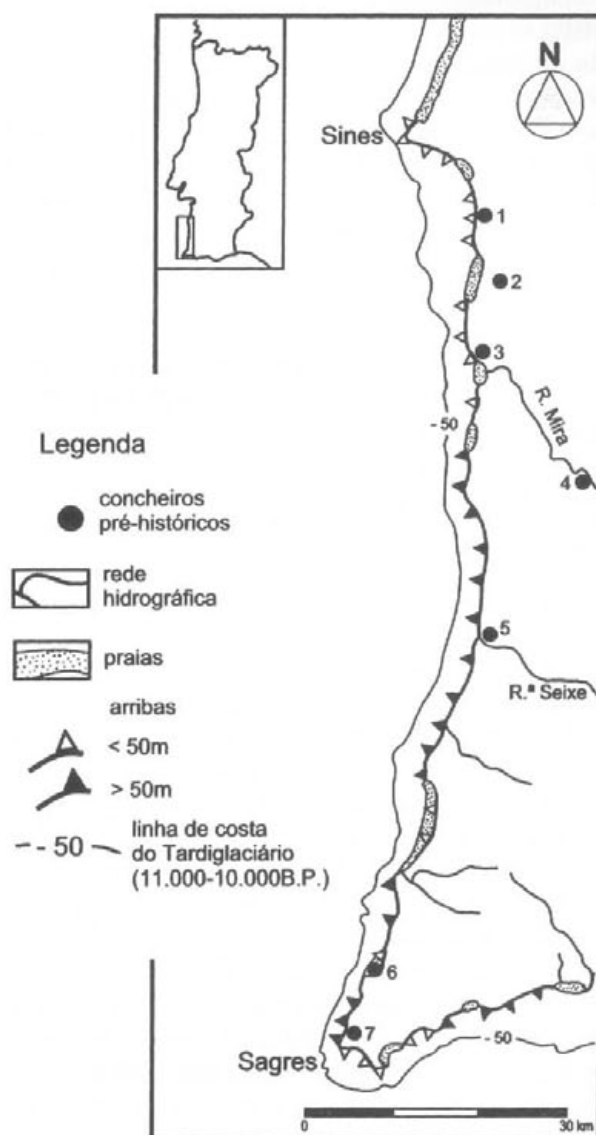 N
Sines
1
2
3
- 50
R. Mira
4
Legenda
concheiros
pré-históricos
rede
hidrográfica
5
R.ª Seixe
praias
arribas
< 50m
> 50m
- 50
linha de costa
do Tardiglaciário
(11.000-10.000B.P.)
6
7
Sagres
- 50
0
30 km